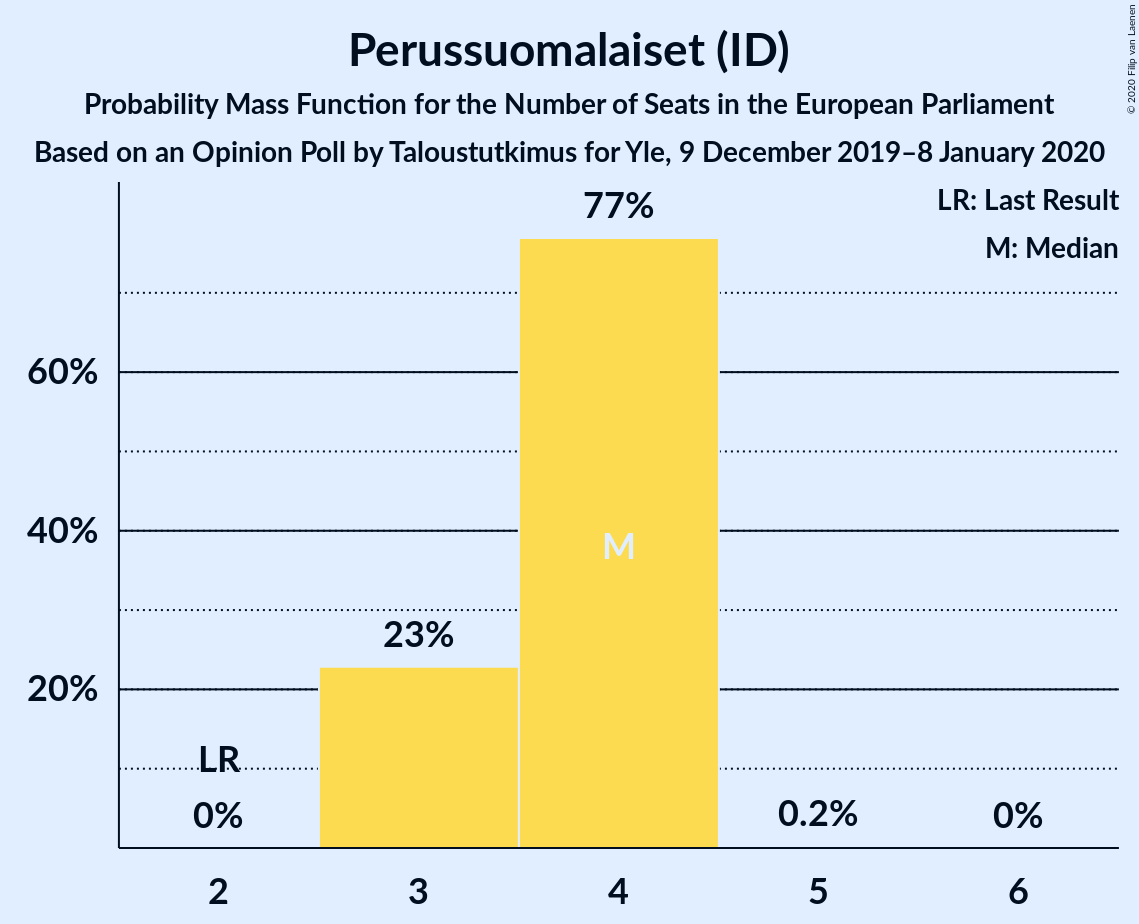 Perussuomalaiset (ID)
Probability Mass Function for the Number of Seats in the European Parliament
Based on an Opinion Poll by Taloustutkimus for Yle, 9 December 2019–8 January 2020
© 2020 Filip van Laenen
LR: Last Result
M: Median
77%
60%
40%
M
23%
20%
LR
0%
0.2%
0%
2 3 4 5 6